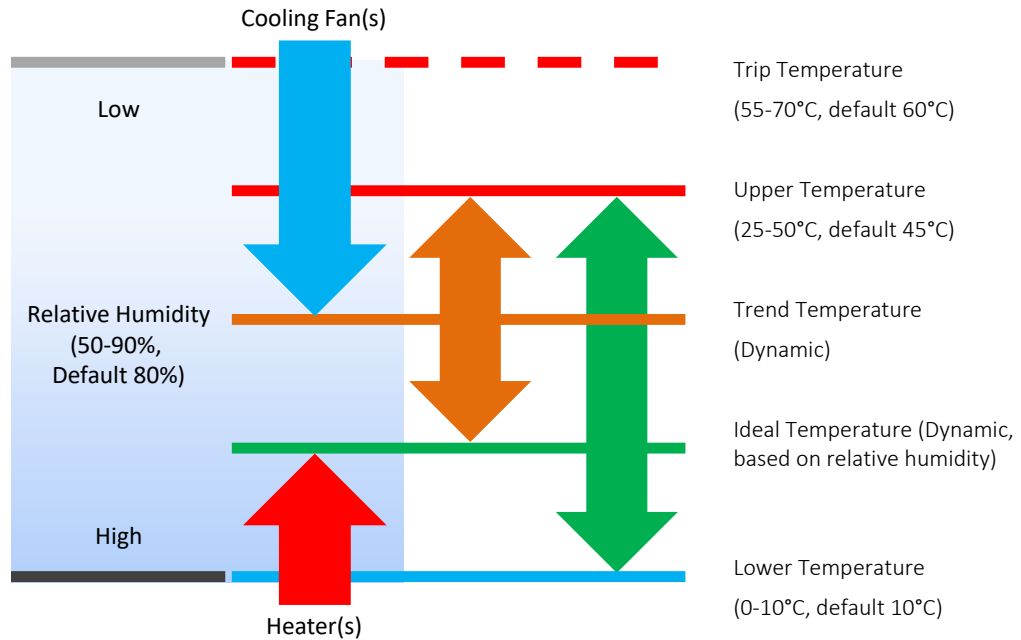 Cooling Fan(s)
Low
Relative Humidity
(50-90%,
Default 80%)
High
Heater(s)
Trip Temperature
(55-70°C, default 60°C)
Upper Temperature
(25-50°C, default 45°C)
Trend Temperature
(Dynamic)
Ideal Temperature (Dynamic,
based on relative humidity)
Lower Temperature
(0-10°C, default 10°C)